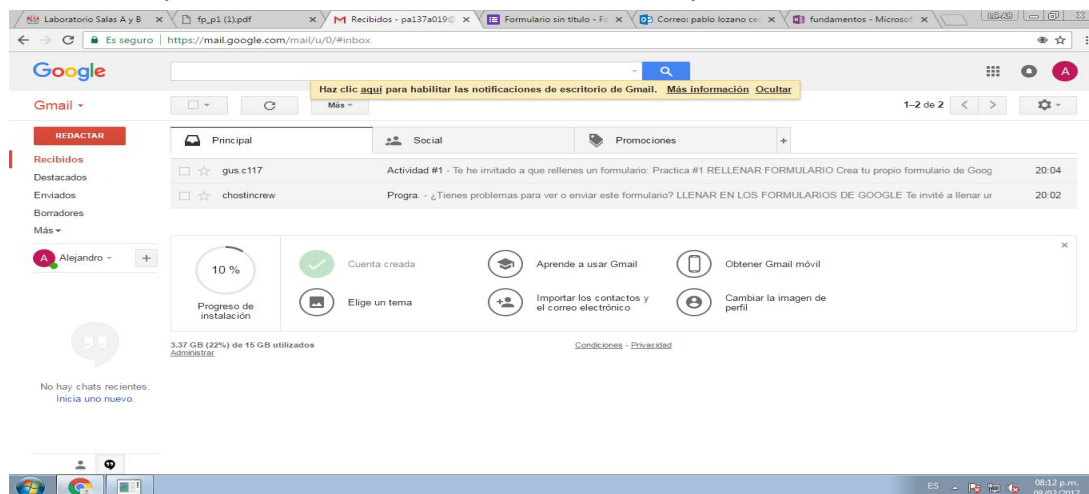 Laboratorio Salas A y B
fp_p1 (1).pdf
Recibidos - pa137a019
Formulario sin título - Fo
Correo: pablo lozano ce
fundamentos - Microsof
LC-AB
Es seguro
https://mail.google.com/mail/u/0/#inbox
Google
A
Haz clic aquí para habilitar las notificaciones de escritorio de Gmail. Más información Ocultar
Gmail
Más
1–2 de 2
REDACTAR
Principal
Social
Promociones
+
Recibidos
Destacados
Enviados
Borradores
Más
gus.c117
Actividad #1 - Te he invitado a que rellenes un formulario: Practica #1 RELLENAR FORMULARIO Crea tu propio formulario de Goog
20:04
chostincrew
Progra. - ¿Tienes problemas para ver o enviar este formulario? LLENAR EN LOS FORMULARIOS DE GOOGLE Te invité a llenar ur
20:02
A
Alejandro
+
10 %
Progreso de
instalación
Cuenta creada
Aprende a usar Gmail
Obtener Gmail móvil
Elige un tema
Importar los contactos y
el correo electrónico
Cambiar la imagen de
perfil
3.37 GB (22%) de 15 GB utilizados
Administrar
Condiciones - Privacidad
No hay chats recientes.
Inicia uno nuevo.
ES
08:12 p.m.
08/02/2017